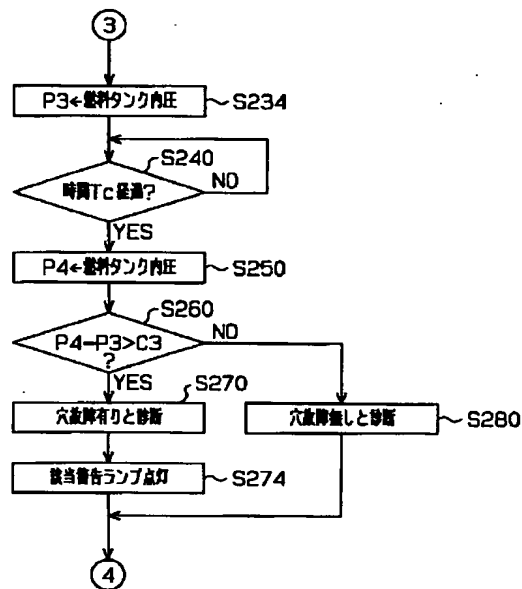 3
P3←燃料タンク内圧
S234
S240
時間Tc経過?
NO
YES
P4←燃料タンク内圧
S250
S260
P4-P3>C3
?
NO
YES
S270
穴故障有りと診断
穴故障無しと診断
S280
該当警告ランプ点灯
S274
4